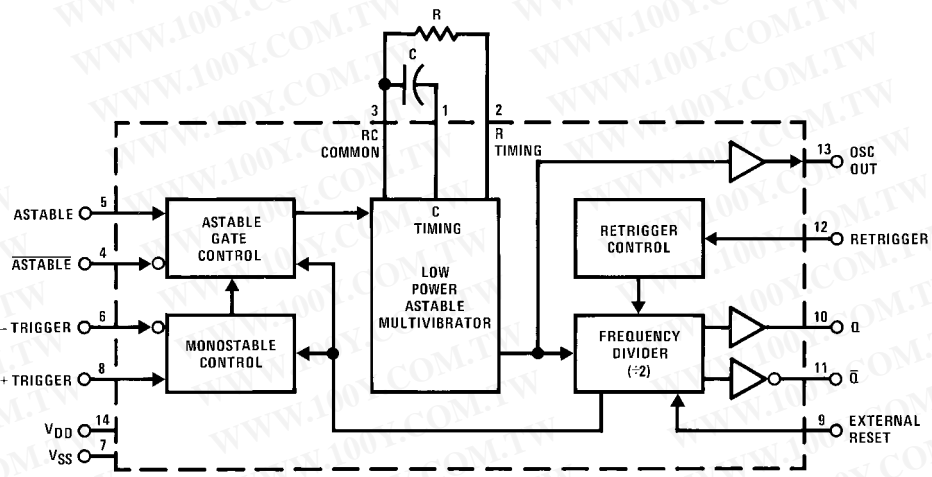 R
C
3
1
2
RC
COMMON
R
TIMING
13
OSC
OUT
ASTABLE
5
ASTABLE
GATE
CONTROL
C
TIMING
LOW
POWER
ASTABLE
MULTIVIBRATOR
RETRIGGER
CONTROL
12
RETRIGGER
ASTABLE
4
– TRIGGER
6
MONOSTABLE
CONTROL
FREQUENCY
DIVIDER
(÷2)
10
Q
+ TRIGGER
8
11
Q̅
VDD
14
VSS
7
9
EXTERNAL
RESET
WWW.100Y.COM.TW